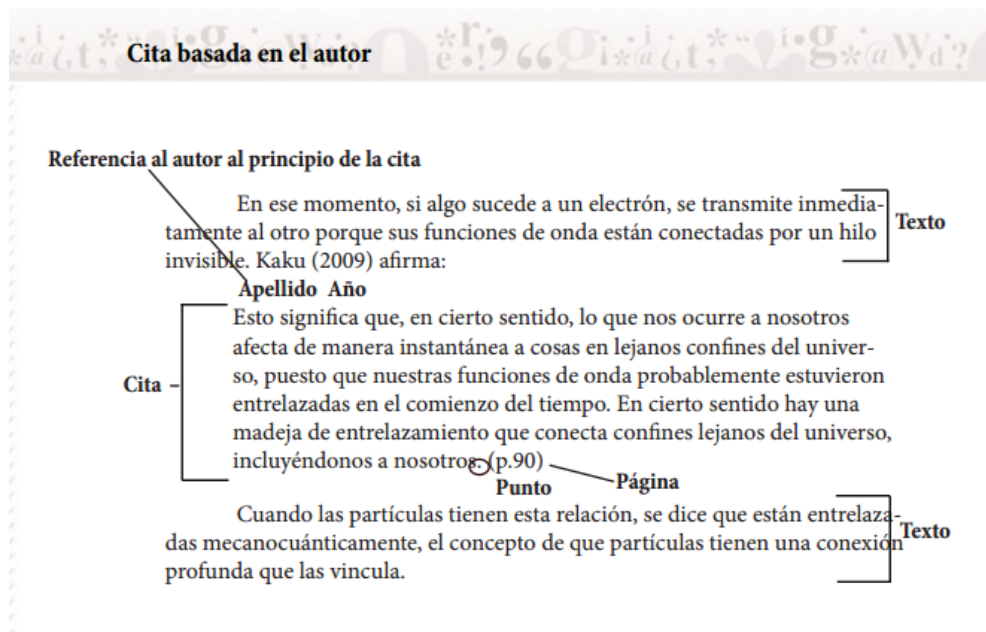 Cita basada en el autor
Referencia al autor al principio de la cita
En ese momento, si algo sucede a un electrón, se transmite inmedia-
tamente al otro porque sus funciones de onda están conectadas por un hilo
invisible. Kaku (2009) afirma:
Texto
Apellido Año
Esto significa que, en cierto sentido, lo que nos ocurre a nosotros
afecta de manera instantánea a cosas en lejanos confines del univer-
so, puesto que nuestras funciones de onda probablemente estuvieron
entrelazadas en el comienzo del tiempo. En cierto sentido hay una
madeja de entrelazamiento que conecta confines lejanos del universo,
incluyéndonos a nosotros. (p.90)
Cita
Punto
Página
Cuando las partículas tienen esta relación, se dice que están entrelaza-
das mecanocuánticamente, el concepto de que partículas tienen una conexión
profunda que las vincula.
Texto